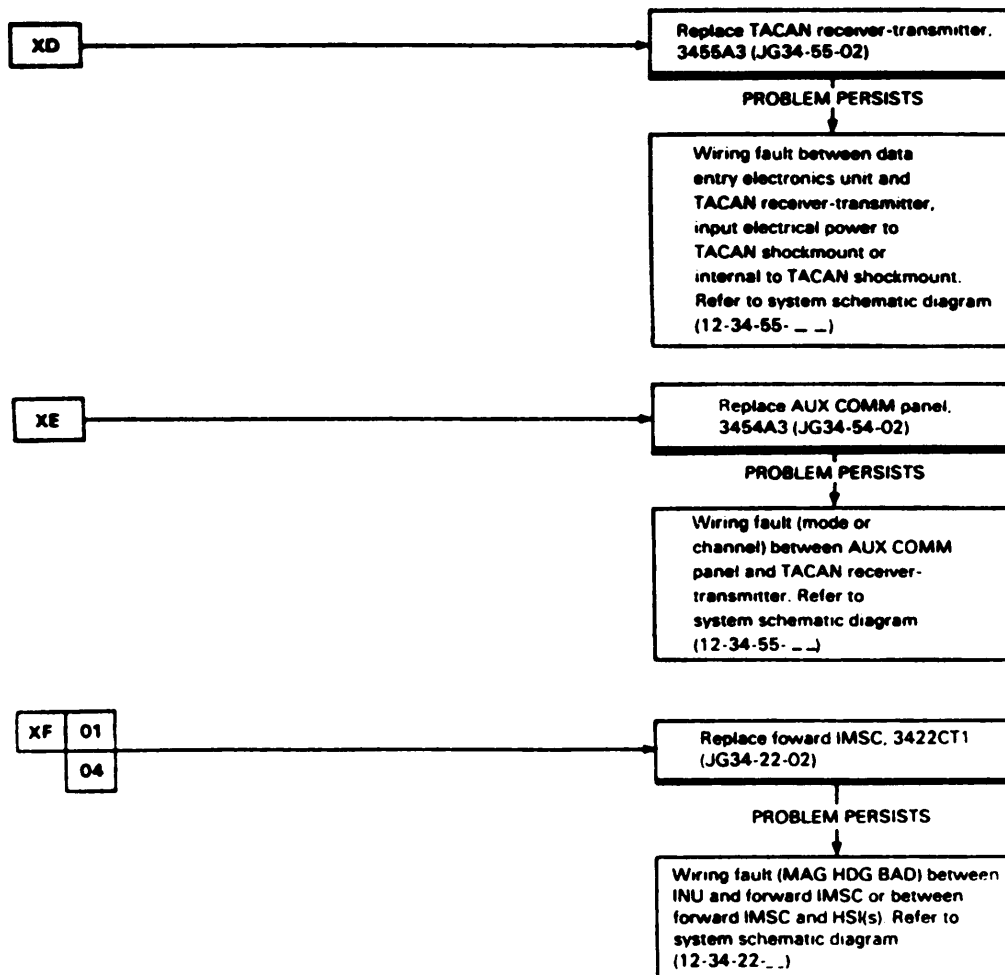 XD
Replace TACAN receiver-transmitter,
3455A3 (JG34-55-02)
PROBLEM PERSISTS
Wiring fault between data
entry electronics unit and
TACAN receiver-transmitter,
input electrical power to
TACAN shockmount or
internal to TACAN shockmount.
Refer to system schematic diagram
(12-34-55- _ _)
XE
Replace AUX COMM panel,
3454A3 (JG34-54-02)
PROBLEM PERSISTS
Wiring fault (mode or
channel) between AUX COMM
panel and TACAN receiver-
transmitter. Refer to
system schematic diagram
(12-34-55- _ _)
XF 01
04
Replace foward IMSC, 3422CT1
(JG34-22-02)
PROBLEM PERSISTS
Wiring fault (MAG HDG BAD) between
INU and forward IMSC or between
forward IMSC and HSI(s). Refer to
system schematic diagram
(12-34-22- _ _)